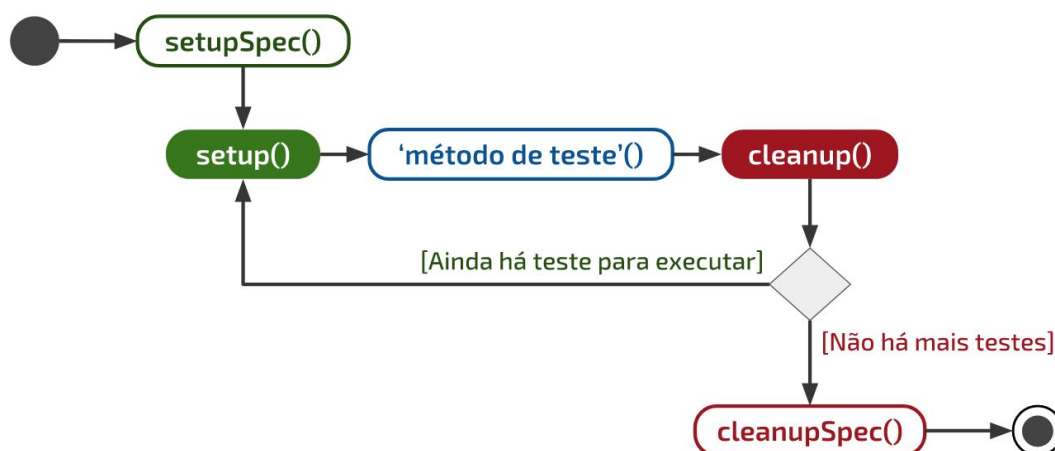 setupSpec()
setup()
‘método de teste’()
cleanup()
[Ainda há teste para executar]
[Não há mais testes]
cleanupSpec()